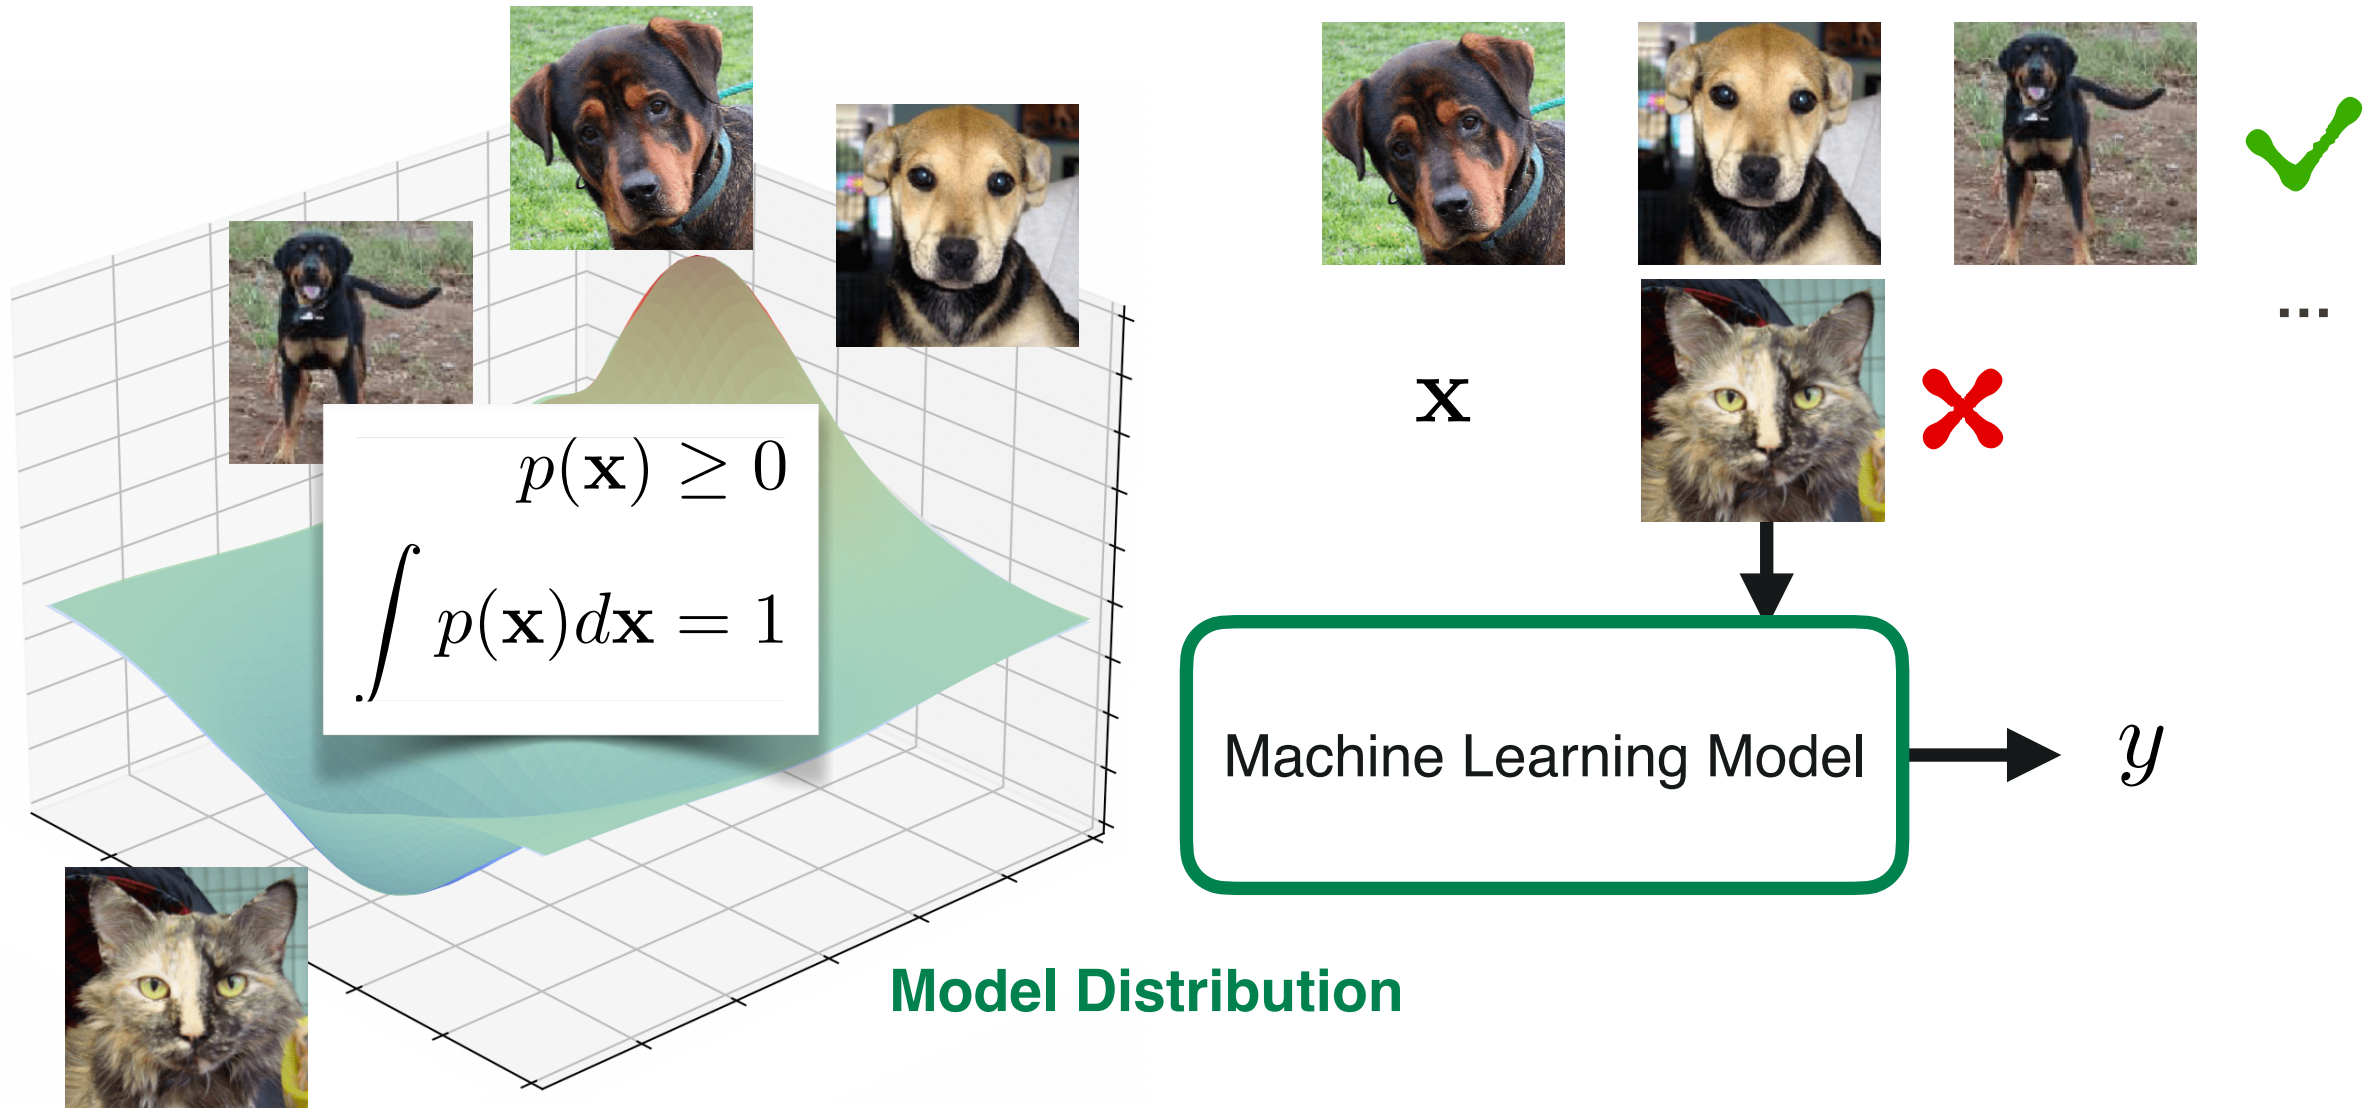 p(x) ≥ 0
∫ p(x)dx = 1
...
x
Machine Learning Model
y
Model Distribution